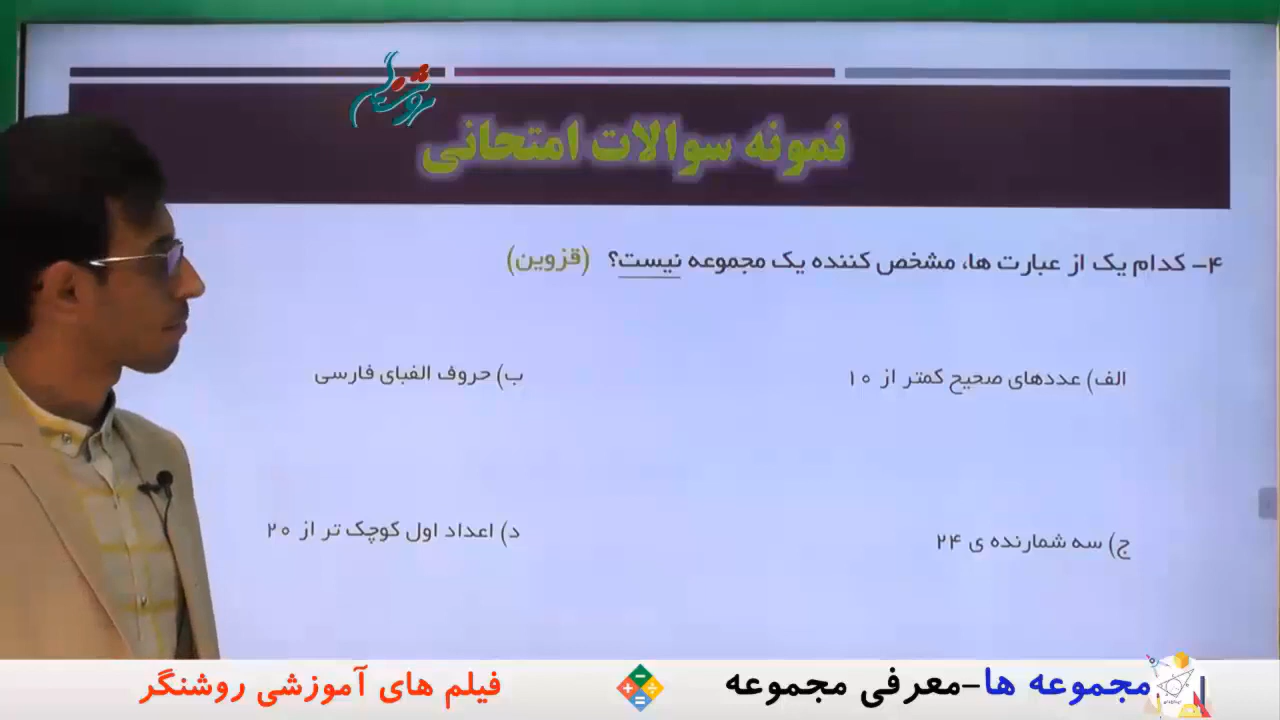 روشنگر
نمونه سوالات امتحانی
۴- کدام یک از عبارت ها، مشخص کننده یک مجموعه نیست؟ (قزوین)
الف) عددهای صحیح کمتر از ۱۰
ب) حروف الفبای فارسی
ج) سه شمارنده ی ۲۴
د) اعداد اول کوچک تر از ۲۰
مجموعه ها-معرفی مجموعه
فیلم های آموزشی روشنگر